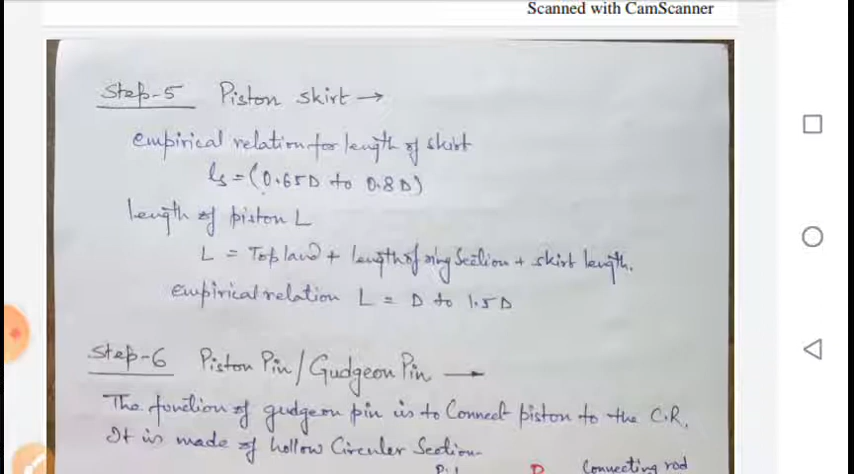 Scanned with CamScanner
Step-5 Piston skirt →
empirical relation for length of skirt
ls = (0.65D to 0.8D)
length of piston L
L = Top land + length of ring Section + skirt length.
empirical relation L = D to 1.5D
Step-6 Piston Pin/Gudgeon Pin →
The function of gudgeon pin is to Connect piston to the C.R.
It is made of hollow Circuler Section
D Connecting rod